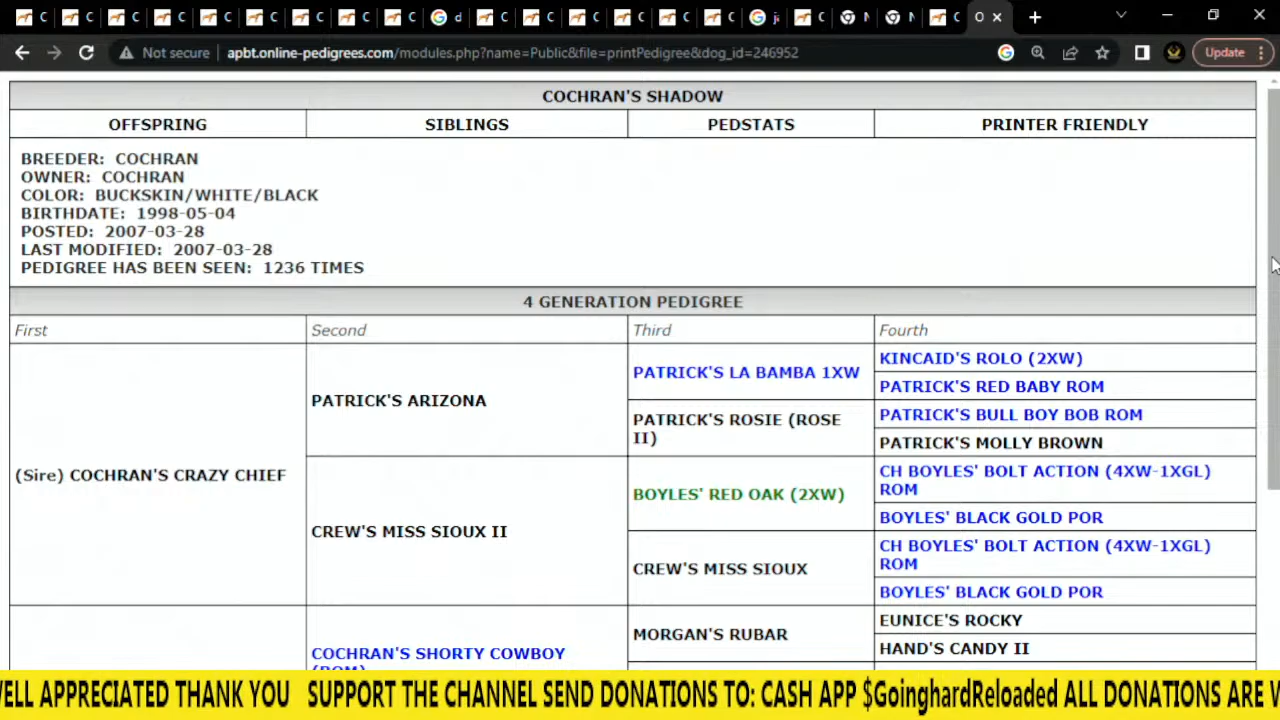 C C C C C C C C C d C C C C C j C N N C O
Not secure apbt.online-pedigrees.com/modules.php?name=Public&file=printPedigree&dog_id=246952 Update
COCHRAN'S SHADOW
OFFSPRING SIBLINGS PEDSTATS PRINTER FRIENDLY
BREEDER: COCHRAN
OWNER: COCHRAN
COLOR: BUCKSKIN/WHITE/BLACK
BIRTHDATE: 1998-05-04
POSTED: 2007-03-28
LAST MODIFIED: 2007-03-28
PEDIGREE HAS BEEN SEEN: 1236 TIMES
4 GENERATION PEDIGREE
First Second Third Fourth
(Sire) COCHRAN'S CRAZY CHIEF
PATRICK'S ARIZONA
PATRICK'S LA BAMBA 1XW
KINCAID'S ROLO (2XW)
PATRICK'S RED BABY ROM
PATRICK'S ROSIE (ROSE
II)
PATRICK'S BULL BOY BOB ROM
PATRICK'S MOLLY BROWN
CREW'S MISS SIOUX II
BOYLES' RED OAK (2XW)
CH BOYLES' BOLT ACTION (4XW-1XGL)
ROM
BOYLES' BLACK GOLD POR
CREW'S MISS SIOUX
CH BOYLES' BOLT ACTION (4XW-1XGL)
ROM
BOYLES' BLACK GOLD POR
COCHRAN'S SHORTY COWBOY
(ROM)
MORGAN'S RUBAR
EUNICE'S ROCKY
HAND'S CANDY II
WELL APPRECIATED THANK YOU SUPPORT THE CHANNEL SEND DONATIONS TO: CASH APP $GoinghardReloaded ALL DONATIONS ARE W